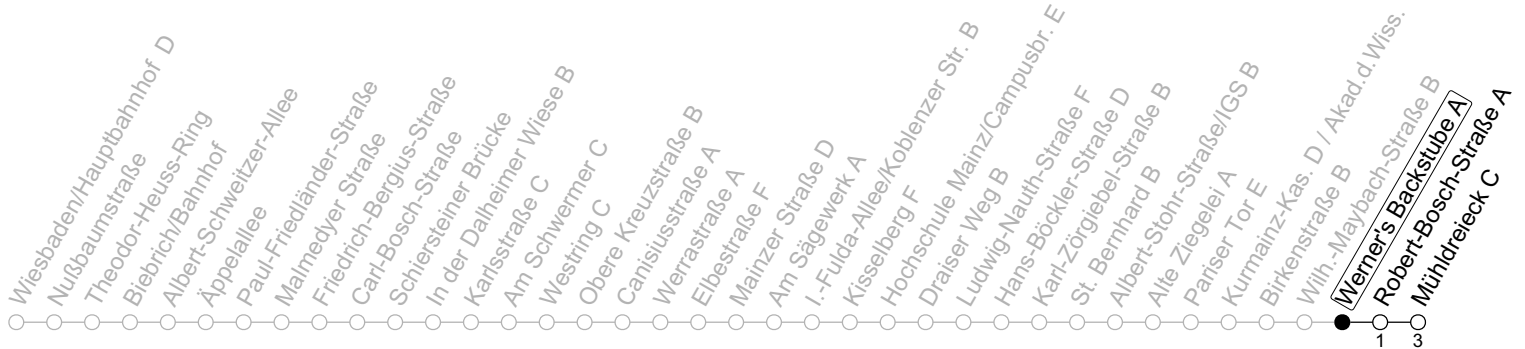 Wiesbaden/Hauptbahnhof D
Nußbaumstraße
Theodor-Heuss-Ring
Biebrich/Bahnhof
Albert-Schweitzer-Allee
Äppelallee
Paul-Friedländer-Straße
Malmedyer Straße
Friedrich-Bergius-Straße
Carl-Bosch-Straße
Schiersteiner Brücke
In der Dalheimer Wiese B
Karlsstraße C
Am Schwermer C
Westring C
Obere Kreuzstraße B
Canisiusstraße A
Werrastraße A
Elbestraße F
Mainzer Straße D
Am Sägewerk A
I.-Fulda-Allee/Koblenzer Str. B
Kisselberg F
Hochschule Mainz/Campusbr. E
Draiser Weg B
Ludwig-Nauth-Straße F
Hans-Böckler-Straße D
Karl-Zörgiebel-Straße B
St. Bernhard B
Albert-Stohr-Straße/IGS B
Alte Ziegelei A
Pariser Tor E
Kurmainz-Kas. D / Akad.d.Wiss.
Birkenstraße B
Wilh.-Maybach-Straße B
Werner's Backstube A
Robert-Bosch-Straße A
Mühldreieck C
1 3